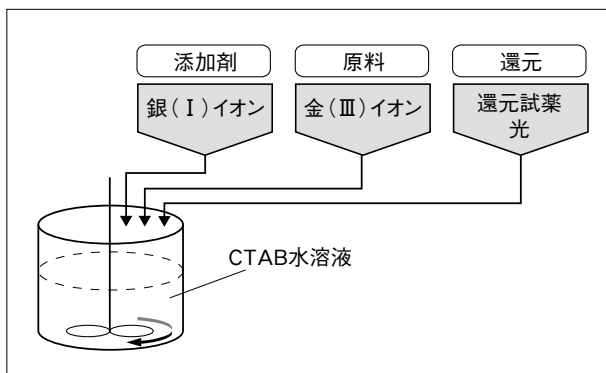 添加剤
原料
還元
銀(Ⅰ)イオン
金(Ⅲ)イオン
還元試薬
光
CTAB水溶液